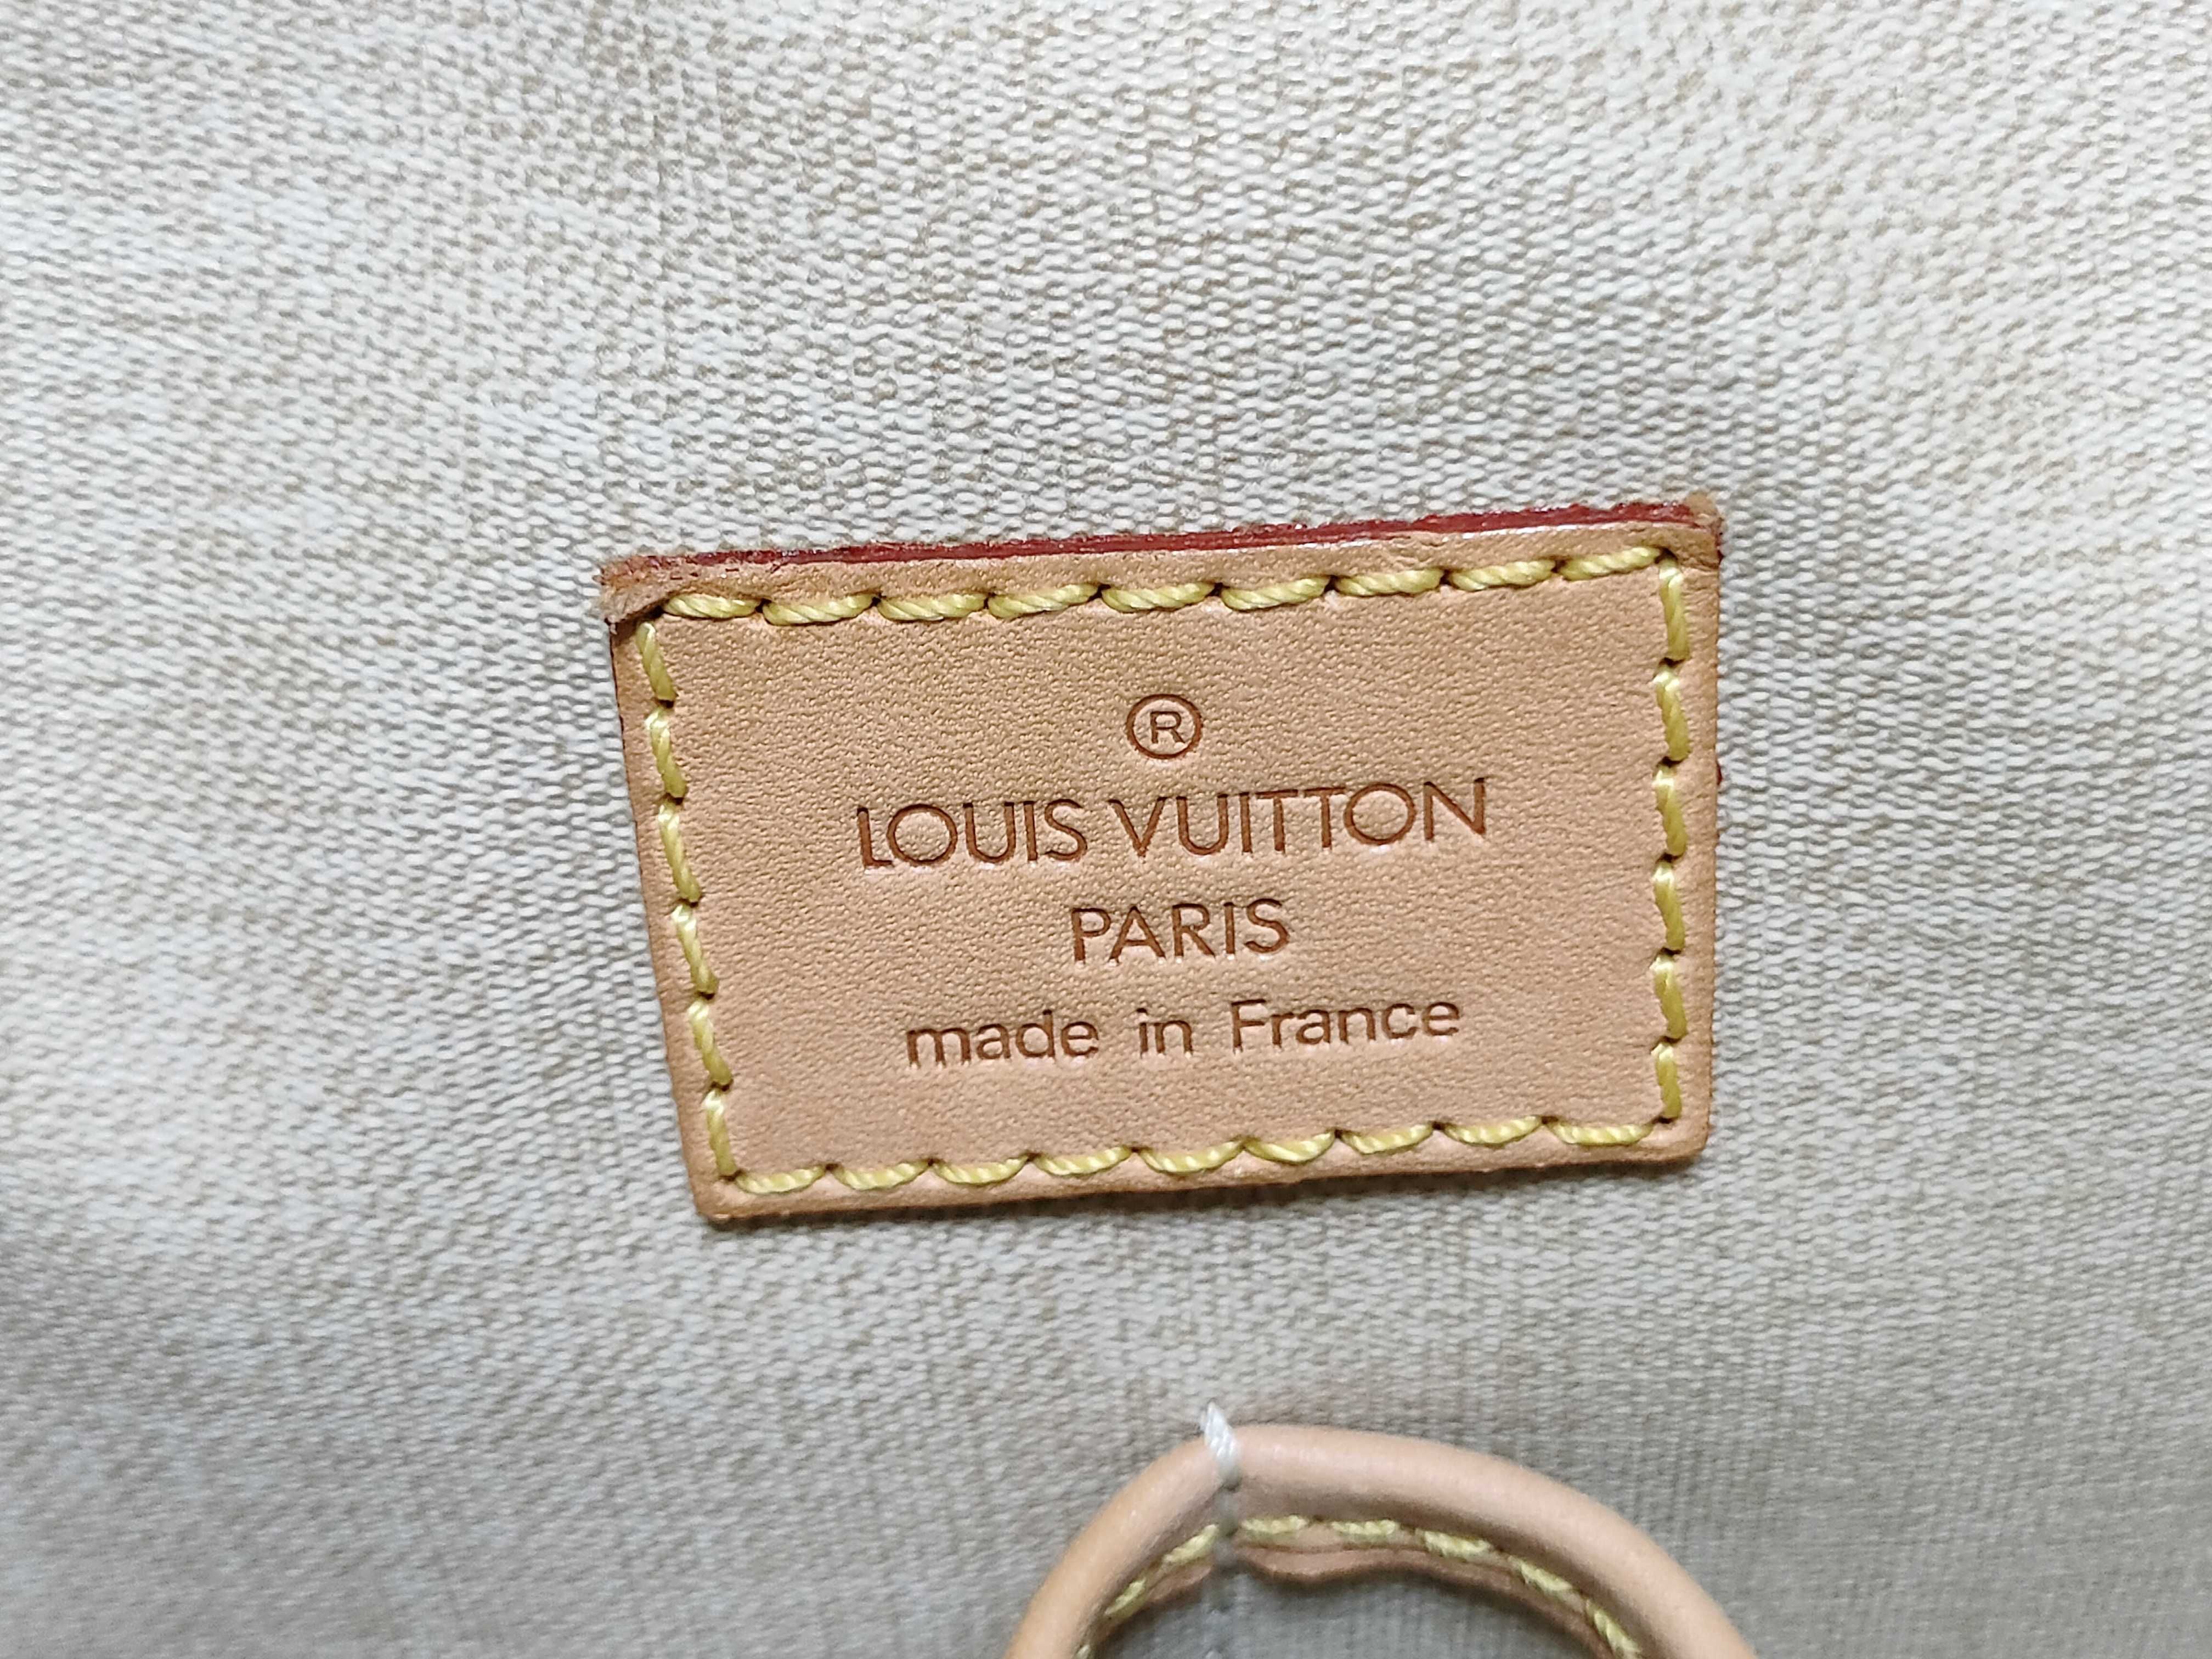 ®
LOUIS VUITTON
PARIS
made in France